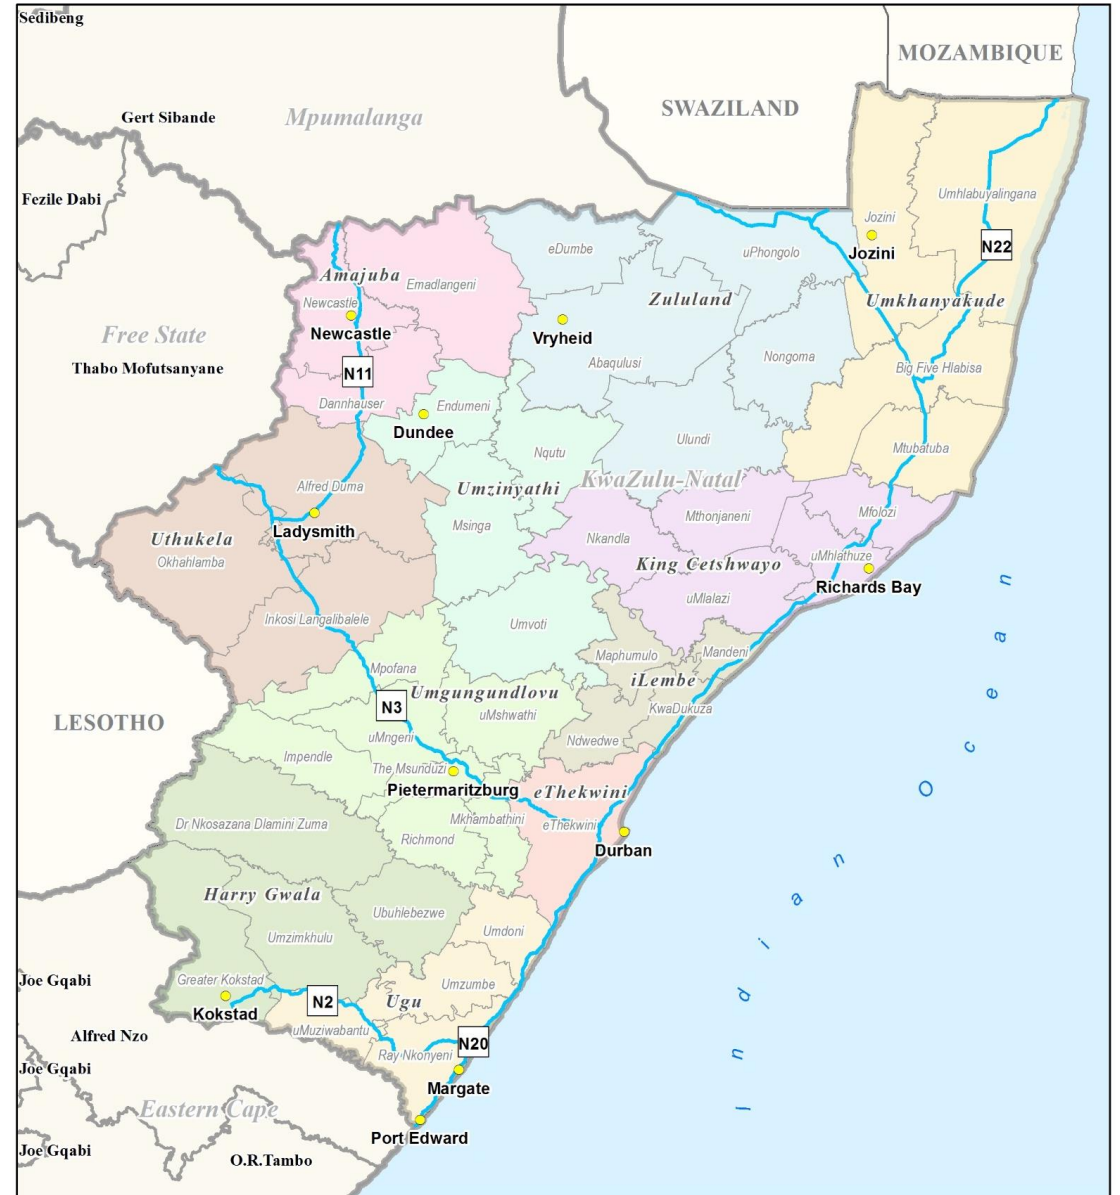 Sedibeng
MOZAMBIQUE
SWAZILAND
Gert Sibande
Mpumalanga
Fezile Dabi
Umhlabuyalingana
Jozini
N22
Jozini
eDumbe
uPhongolo
Amajuba
Emadlangeni
Zululand
Umkhanyakude
Newcastle
Newcastle
Free State
Vryheid
Nongoma
Thabo Mofutsanyane
N11
Abaqulusi
Big Five Hlabisa
Dannhauser
Endumeni
Dundee
Ulundi
Mtubatuba
Nqutu
KwaZulu-Natal
Alfred Duma
Umzinyathi
Mthonjaneni
Mfolozi
Ladysmith
Msinga
Uthukela
Nkandla
uMhlathuze
Okhahlamba
King Cetshwayo
Richards Bay
uMlalazi
Inkosi Langalibalele
Umvoti
Maphumulo
Mandeni
Mpofana
iLembe
Umgungundlovu
N3
KwaDukuza
uMshwathi
LESOTHO
uMngeni
Ndwedwe
Impendle
The Msunduzi
Pietermaritzburg
eThekwini
Mkhambathini
eThekwini
Dr Nkosazana Dlamini Zuma
Richmond
Durban
Harry Gwala
Ubuhlebezwe
Umzimkhulu
Umdoni
Joe Gqabi
Greater Kokstad
Umzumbe
Ugu
N2
Kokstad
uMuziwabantu
Alfred Nzo
N20
Ray Nkonyeni
Joe Gqabi
Margate
Eastern Cape
Port Edward
Joe Gqabi
O.R.Tambo
Indian Ocean